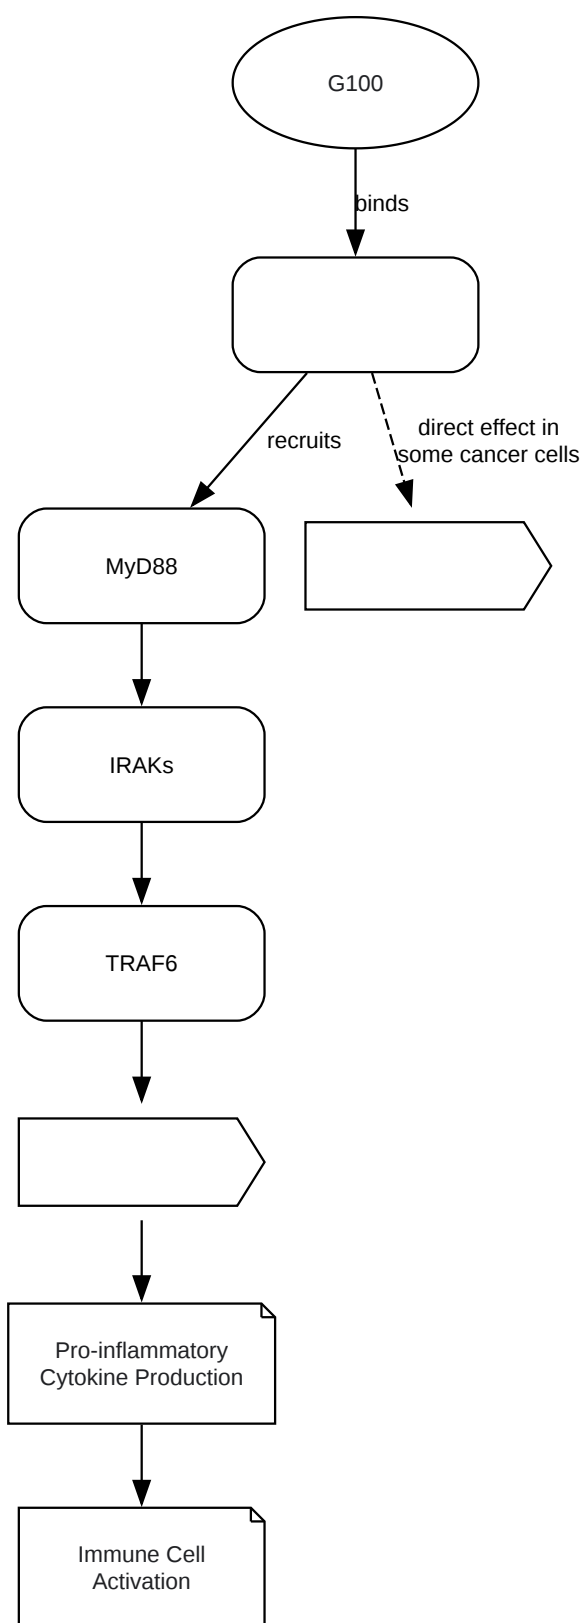 G100
binds
recruits
direct effect in
some cancer cells
MyD88
IRAKs
TRAF6
Pro-inflammatory
Cytokine Production
Immune Cell
Activation